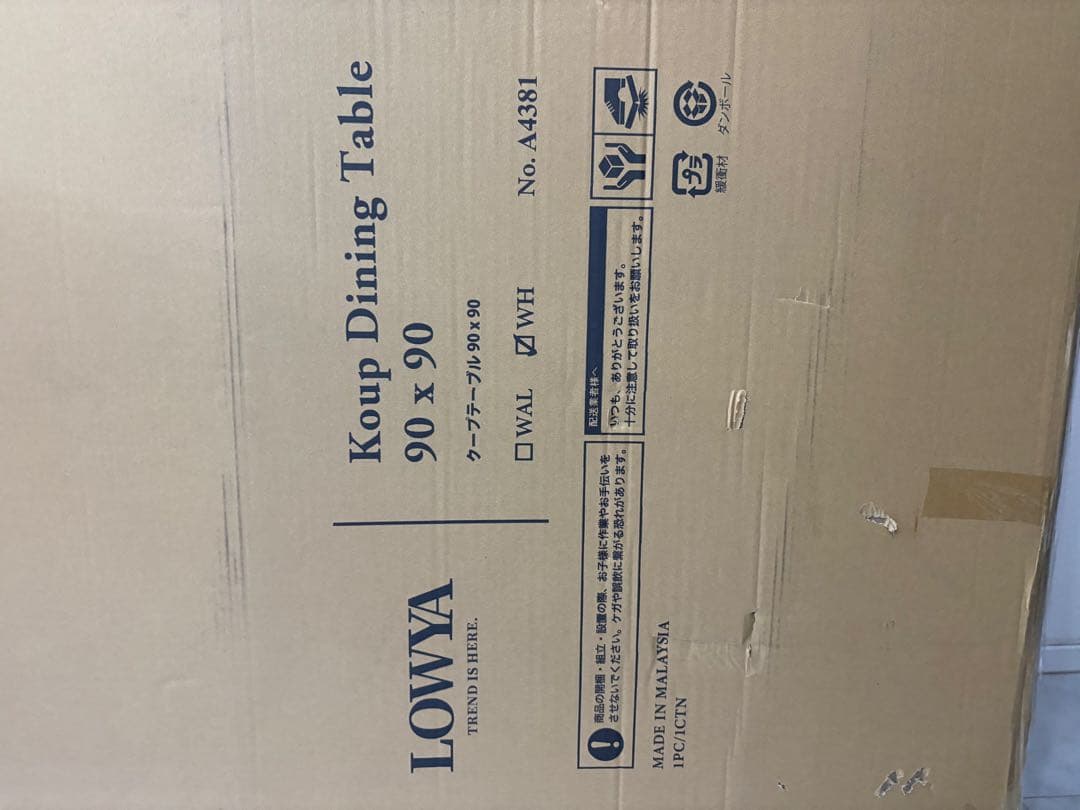 LOWYA
TREND IS HERE.
Koup Dining Table
90 x 90
クープテーブル 90 x 90
☐ WAL ☑ WH No. A4381
商品の開梱・組立・設置の際、お子様に作業やお手伝いを
させないでください。ケガや誤飲に繋がる恐れがあります。
配送業者様へ
いつも、ありがとうございます。
十分に注意して取り扱いをお願いします。
MADE IN MALAYSIA
1PC/1CTN
プラ
緩衝材
ダンボール